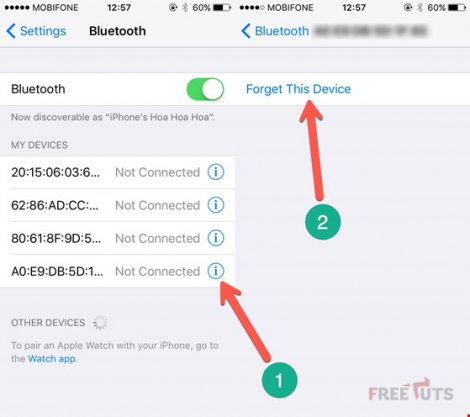 MOBIFONE 12:57 60%
Settings Bluetooth
Bluetooth
Now discoverable as “iPhone's Hoa Hoa Hoa”.
MY DEVICES
20:15:06:03:6... Not Connected
62:86:AD:CC:... Not Connected
80:61:8F:9D:5... Not Connected
A0:E9:DB:5D:1... Not Connected
OTHER DEVICES
To pair an Apple Watch with your iPhone, go to
the Watch app.
1
MOBIFONE 12:57 60%
Bluetooth
Forget This Device
2
FREETUTS